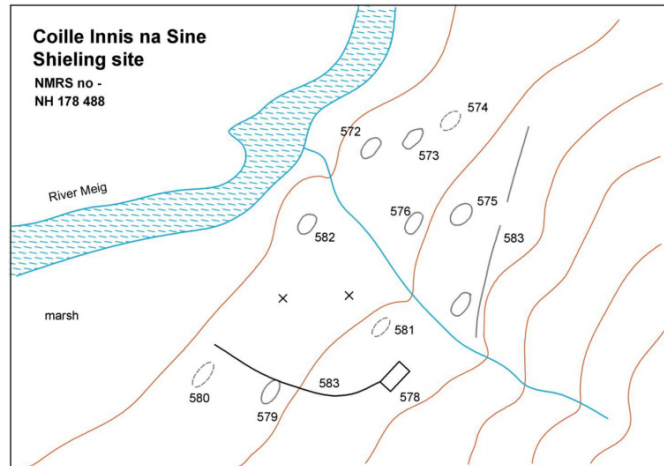 Coille Innis na Sine
Shieling site
NMRS no -
NH 178 488
574
572
573
River Meig
576
575
582
583
marsh
581
583
580
579
578